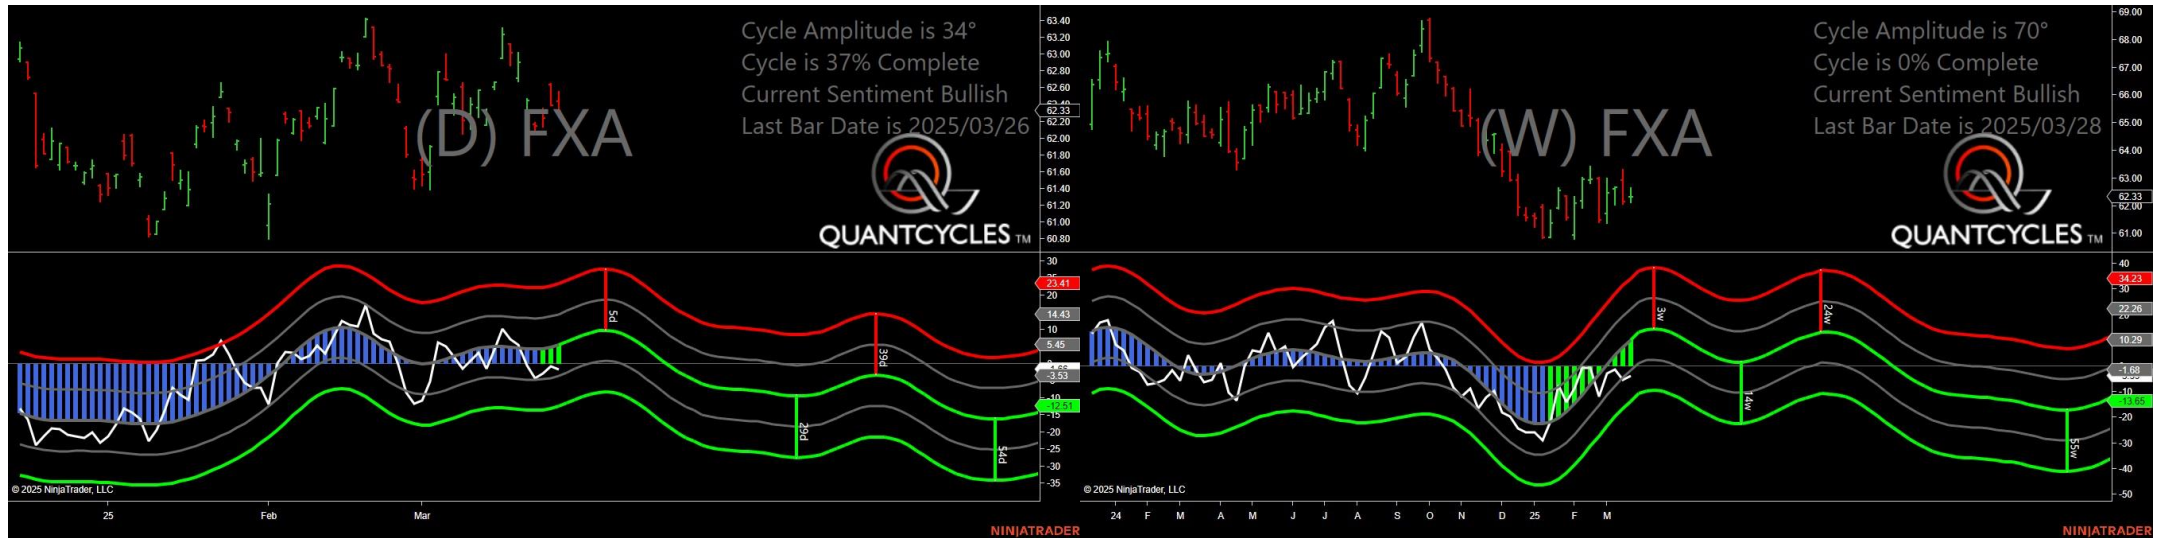 Cycle Amplitude is 34°
Cycle is 37% Complete
Current Sentiment Bullish
Last Bar Date is 2025/03/26
(D) FXA
QUANTCYCLES TM
63.40
63.20
63.00
62.80
62.60
62.40
62.33
62.20
62.00
61.80
61.60
61.40
61.20
61.00
60.80
30
23.41
20
14.43
10
5.45
0
-3.53
-10
-12.51
-15
-20
-25
-30
-35
5d
29d
39d
54d
© 2025 NinjaTrader, LLC
25
Feb
Mar
NINJATRADER
Cycle Amplitude is 70°
Cycle is 0% Complete
Current Sentiment Bullish
Last Bar Date is 2025/03/28
(W) FXA
QUANTCYCLES TM
69.00
68.00
67.00
66.00
65.00
64.00
63.00
62.33
62.00
61.00
40
34.23
30
22.26
20
10.29
-1.68
-10
-13.65
-20
-30
-40
-50
3w
14w
24w
55w
© 2025 NinjaTrader, LLC
24
F
M
A
M
J
J
A
S
O
N
D
25
F
M
NINJATRADER